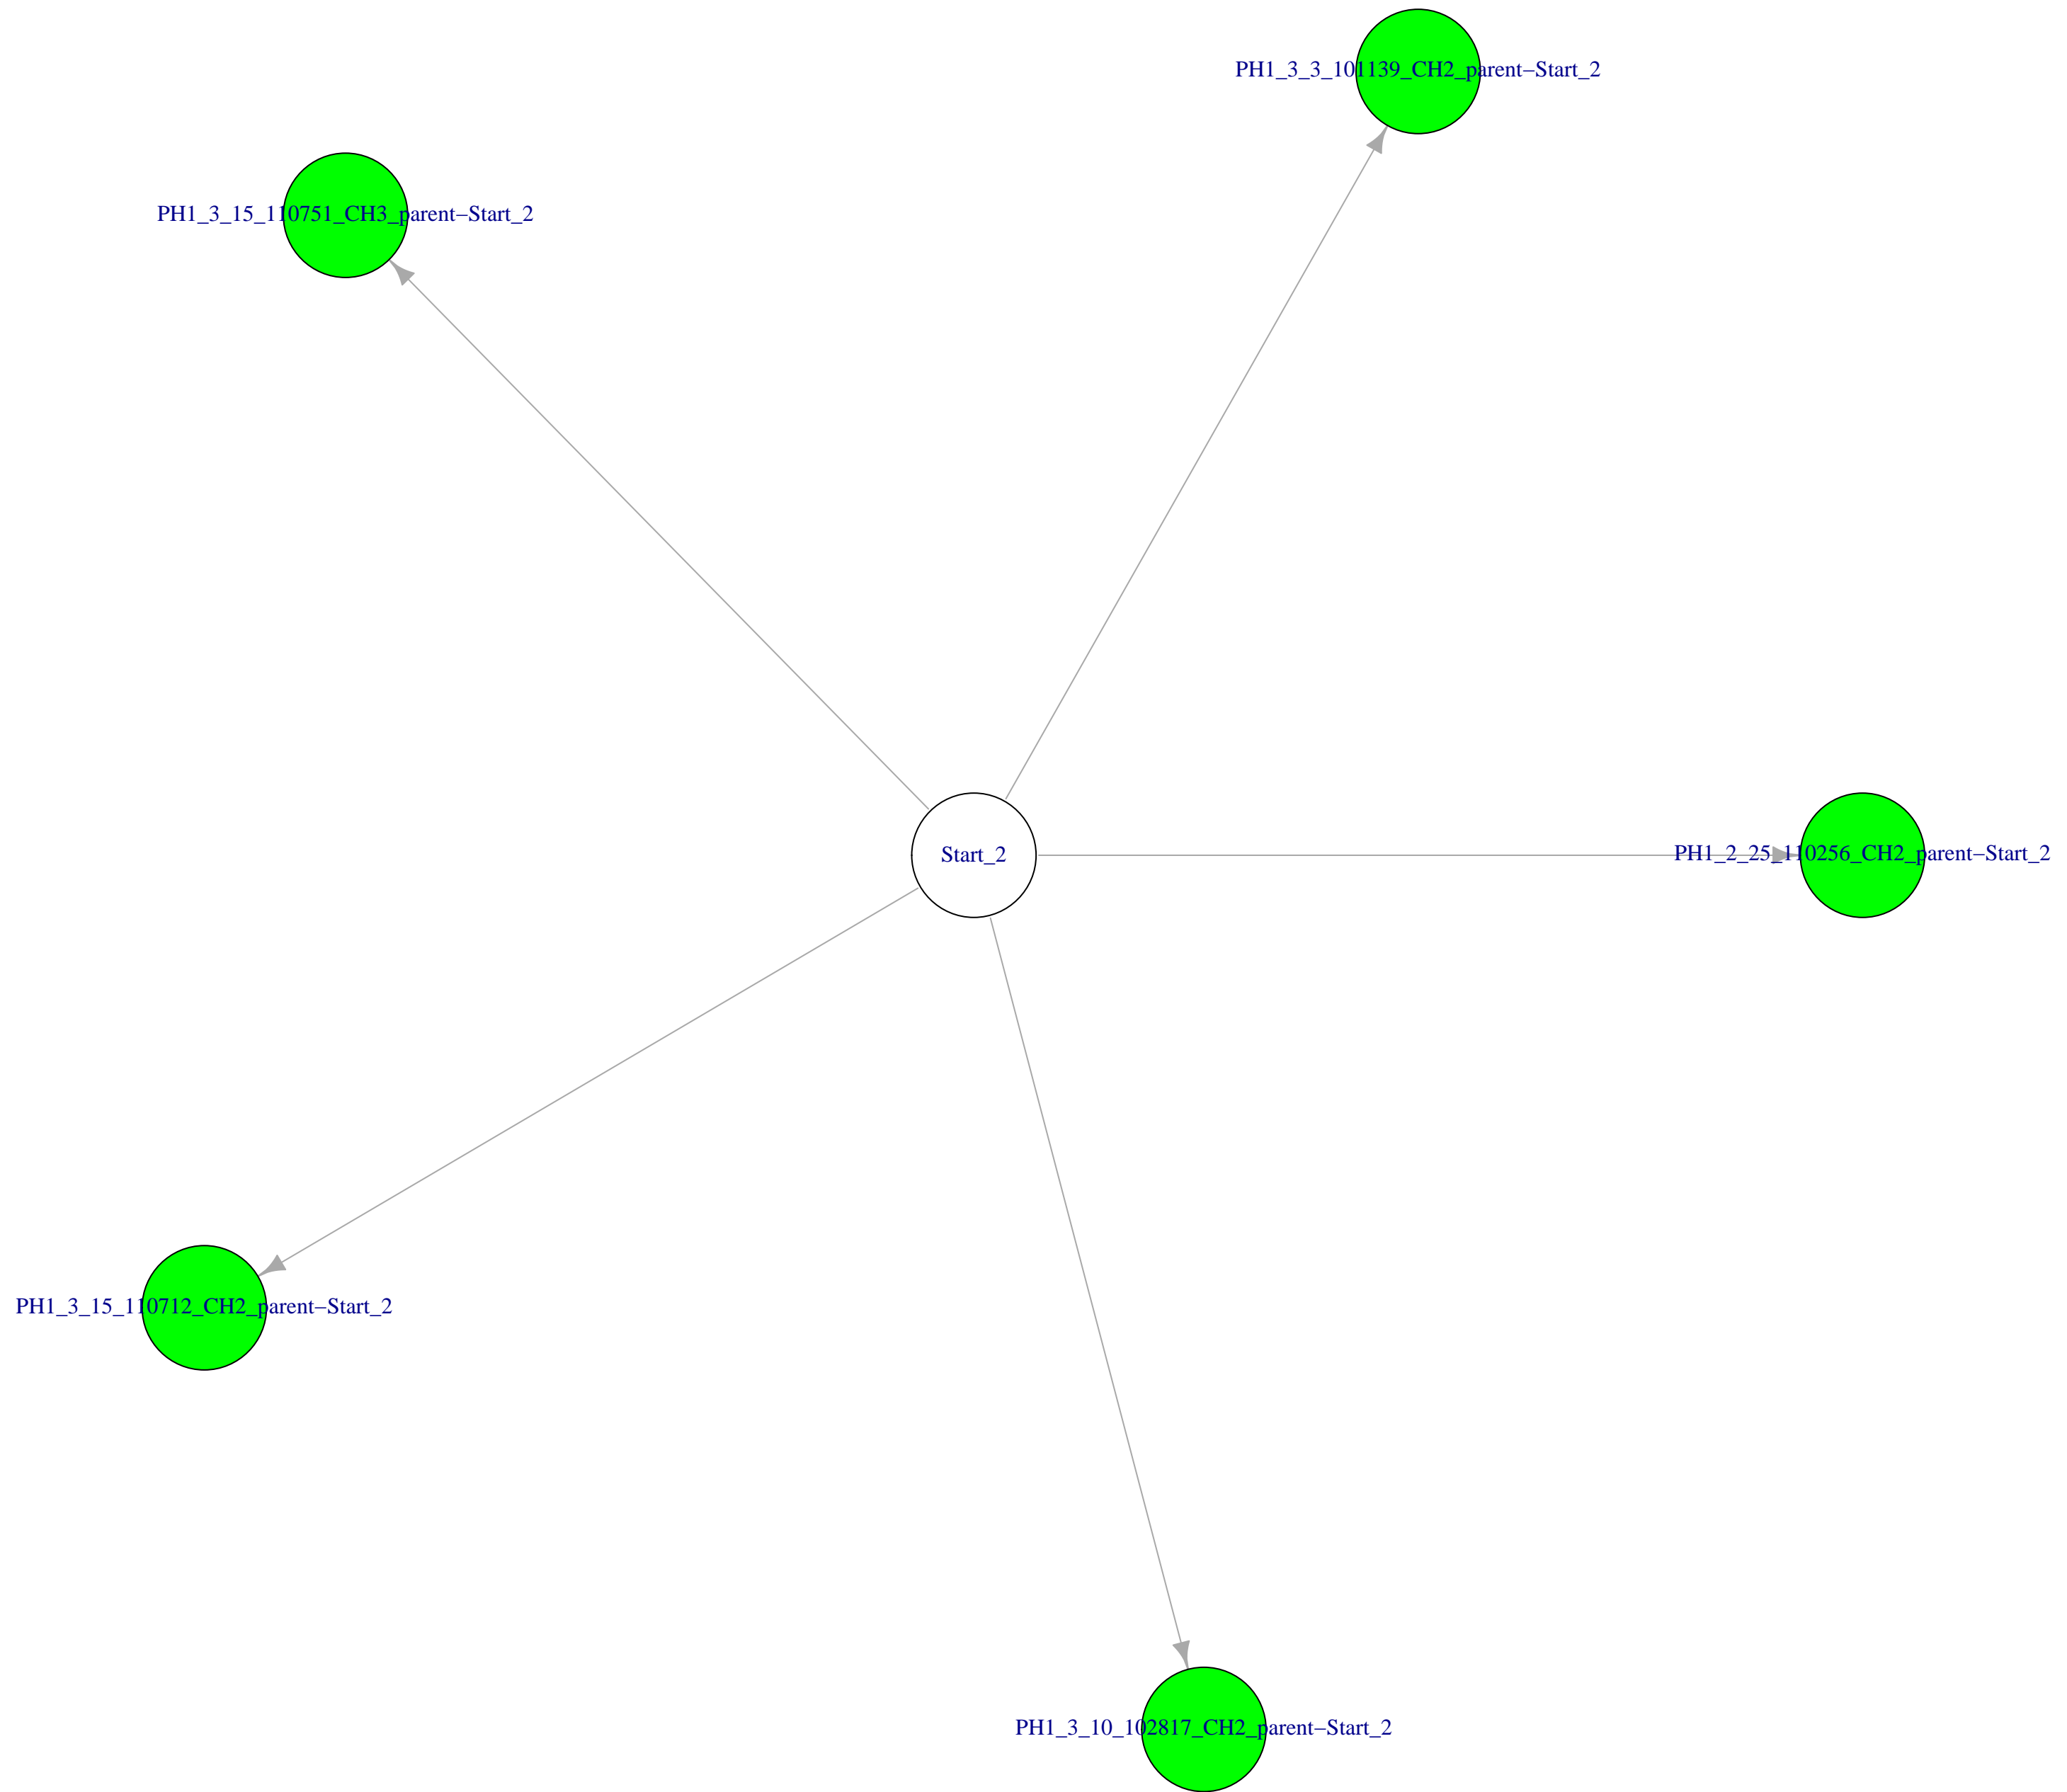 PH1_3_3_101139_CH2_parent−Start_2
PH1_3_15_110751_CH3_parent−Start_2
Start_2
PH1_2_25_110256_CH2_parent−Start_2
PH1_3_15_110712_CH2_parent−Start_2
PH1_3_10_102817_CH2_parent−Start_2